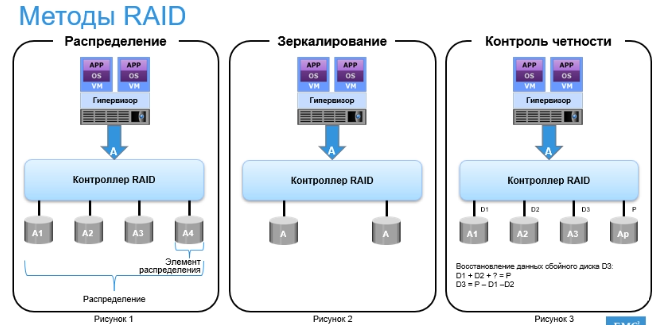 Методы RAID
Распределение
APP APP
OS OS
VM VM
Гипервизор
A
Контроллер RAID
A1 A2 A3 A4
Элемент
распределения
Распределение
Рисунок 1
Зеркалирование
APP APP
OS OS
VM VM
Гипервизор
A
Контроллер RAID
A A
Рисунок 2
Контроль четности
APP APP
OS OS
VM VM
Гипервизор
A
Контроллер RAID
D1 D2 D3 P
A1 A2 A3 Ap
Восстановление данных сбойного диска D3:
D1 + D2 + ? = P
D3 = P – D1 –D2
Рисунок 3